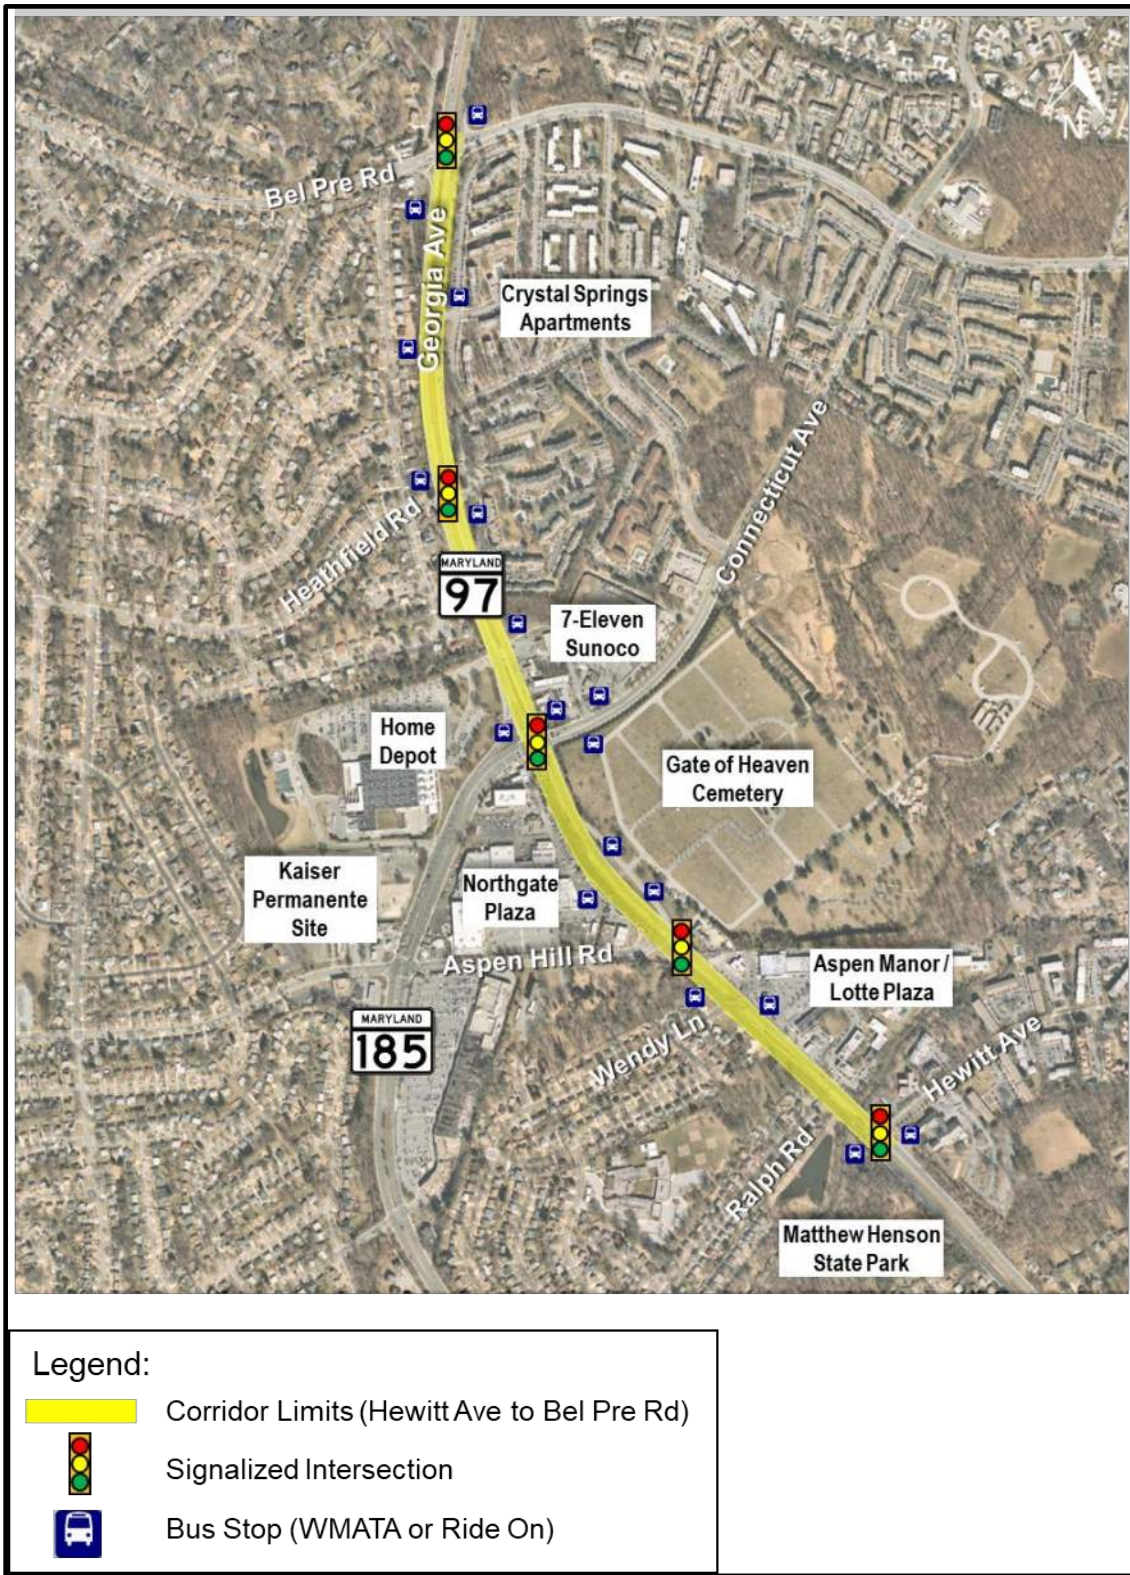 N
Bel Pre Rd
Georgia Ave
Crystal Springs
Apartments
Connecticut Ave
Heathfield Rd
MARYLAND
97
7-Eleven
Sunoco
Home
Depot
Gate of Heaven
Cemetery
Kaiser
Permanente
Site
Northgate
Plaza
Aspen Hill Rd
Aspen Manor /
Lotte Plaza
MARYLAND
185
Wendy Ln
Hewitt Ave
Ralph Rd
Matthew Henson
State Park
Legend:
Corridor Limits (Hewitt Ave to Bel Pre Rd)
Signalized Intersection
Bus Stop (WMATA or Ride On)